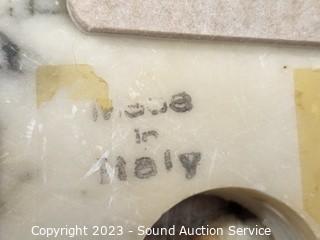 Made
in
Italy
Copyright 2023 - Sound Auction Service